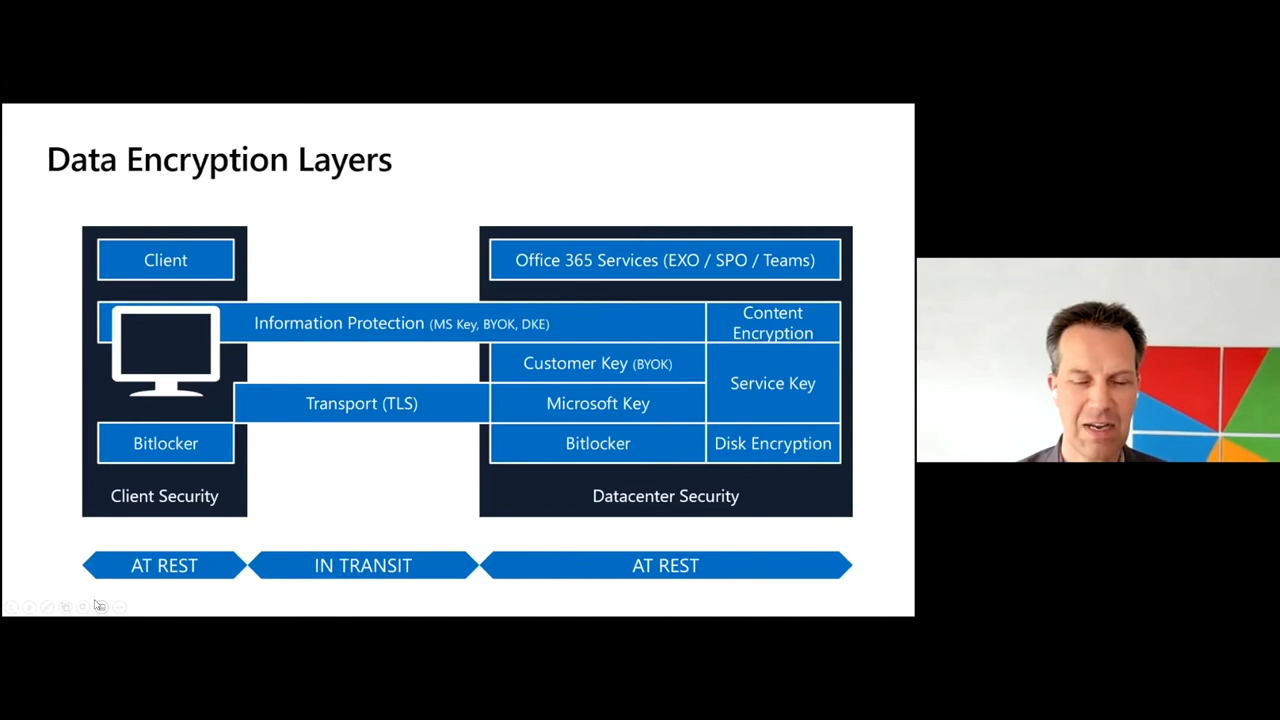 Data Encryption Layers
Client
Office 365 Services (EXO / SPO / Teams)
Information Protection (MS Key, BYOK, DKE)
Content
Encryption
Customer Key (BYOK)
Service Key
Transport (TLS)
Microsoft Key
Bitlocker
Bitlocker
Disk Encryption
Client Security
Datacenter Security
AT REST
IN TRANSIT
AT REST